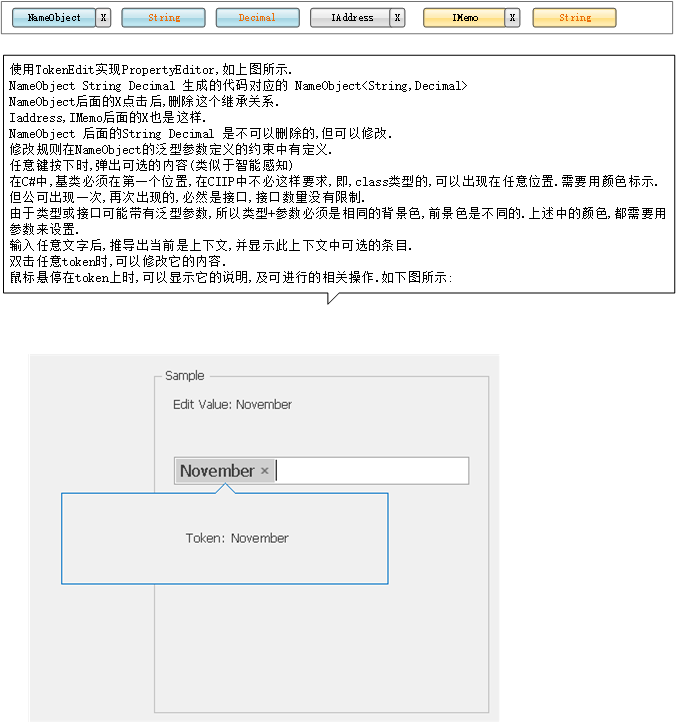 NameObject X String Decimal IAddress X IMemo X String
使用TokenEdit实现PropertyEditor,如上图所示.
NameObject String Decimal 生成的代码对应的 NameObject<String,Decimal>
NameObject后面的X点击后,删除这个继承关系.
Iaddress,IMemo后面的X也是这样.
NameObject 后面的String Decimal 是不可以删除的,但可以修改.
修改规则在NameObject的泛型参数定义的约束中有定义.
任意键按下时,弹出可选的内容(类似于智能感知)
在C#中,基类必须在第一个位置,在CIIP中不必这样要求,即,class类型的,可以出现在任意位置.需要用颜色标示.
但公司出现一次,再次出现的,必然是接口,接口数量没有限制.
由于类型或接口可能带有泛型参数,所以类型+参数必须是相同的背景色,前景色是不同的.上述中的颜色,都需要用
参数来设置.
输入任意文字后,推导出当前是上下文,并显示此上下文中可选的条目.
双击任意token时,可以修改它的内容.
鼠标悬停在token上时,可以显示它的说明,及可进行的相关操作.如下图所示:
Sample
Edit Value: November
November ×
Token: November